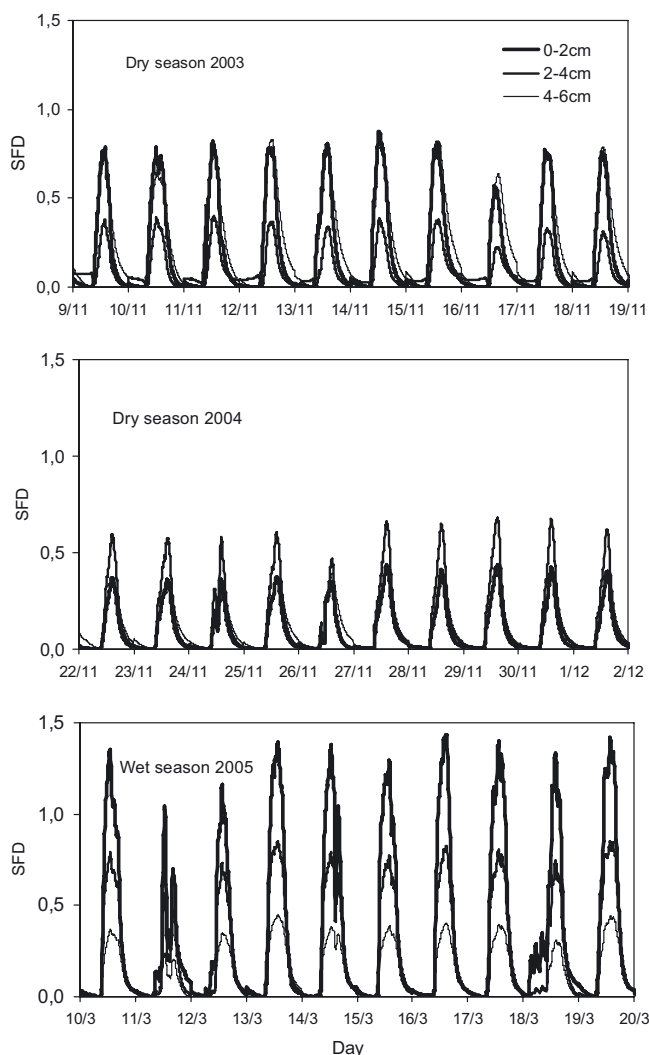 1,5
Dry season 2003
0-2cm
2-4cm
4-6cm
1,0
SFD
0,5
0,0
9/11 10/11 11/11 12/11 13/11 14/11 15/11 16/11 17/11 18/11 19/11
1,5
Dry season 2004
1,0
SFD
0,5
0,0
22/11 23/11 24/11 25/11 26/11 27/11 28/11 29/11 30/11 1/12 2/12
1,5
Wet season 2005
1,0
SFD
0,5
0,0
10/3 11/3 12/3 13/3 14/3 15/3 16/3 17/3 18/3 19/3 20/3
Day